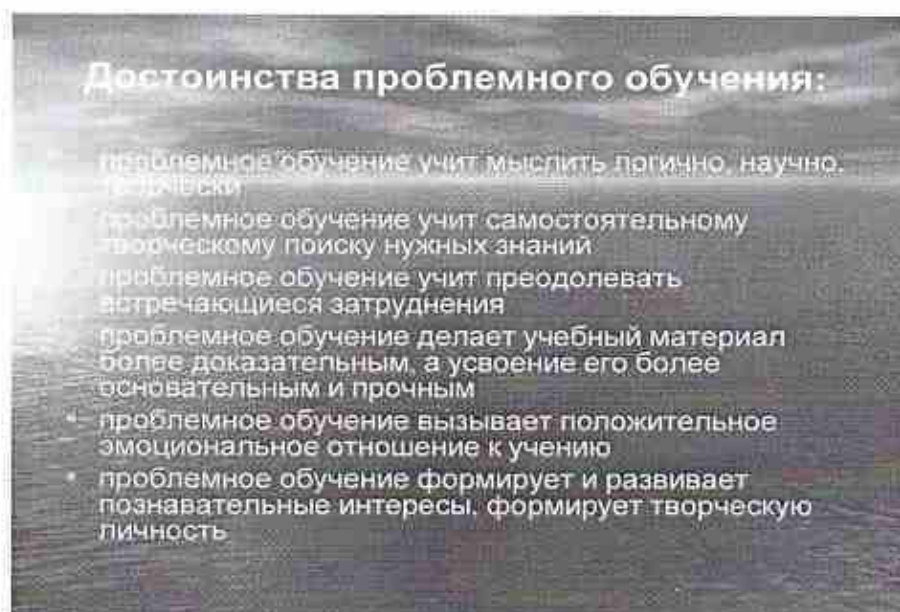 Достоинства проблемного обучения:
проблемное обучение учит мыслить логично, научно,
творчески
проблемное обучение учит самостоятельному
творческому поиску нужных знаний
проблемное обучение учит преодолевать
встречающиеся затруднения
проблемное обучение делает учебный материал
более доказательным, а усвоение его более
основательным и прочным
• проблемное обучение вызывает положительное
эмоциональное отношение к учению
• проблемное обучение формирует и развивает
познавательные интересы, формирует творческую
личность